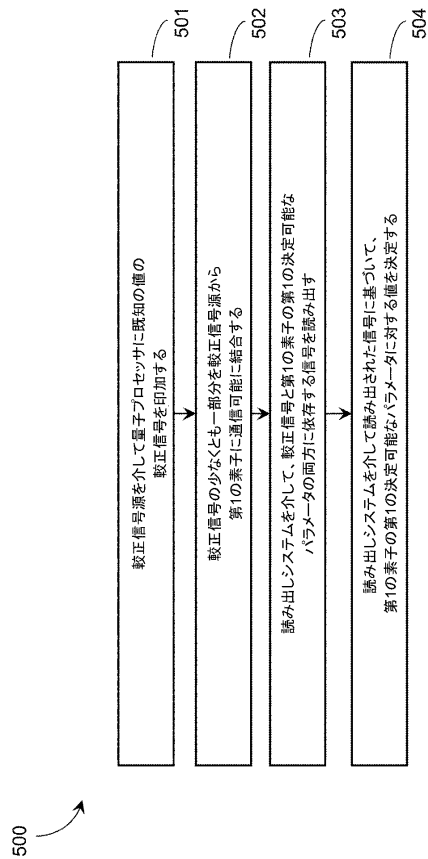 500
較正信号源を介して量子プロセッサに既知の値の
較正信号を印加する
501
較正信号の少なくとも一部分を較正信号源から
第1の素子に通信可能に結合する
502
読み出しシステムを介して、較正信号と第1の素子の第1の決定可能な
パラメータの両方に依存する信号を読み出す
503
読み出しシステムを介して読み出された信号に基づいて、
第1の素子の第1の決定可能なパラメータに対する値を決定する
504